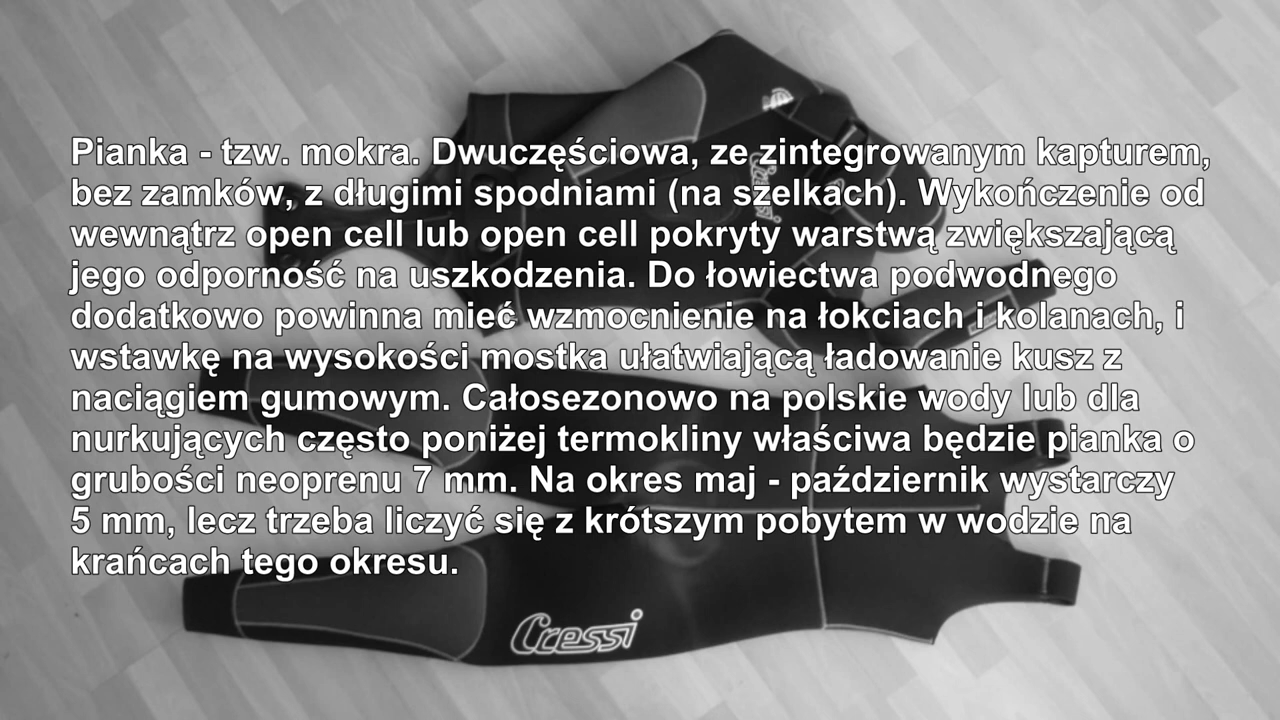 Pianka - tzw. mokra. Dwuczęściowa, ze zintegrowanym kapturem,
bez zamków, z długimi spodniami (na szelkach). Wykończenie od
wewnątrz open cell lub open cell pokryty warstwą zwiększającą
jego odporność na uszkodzenia. Do łowiectwa podwodnego
dodatkowo powinna mieć wzmocnienie na łokciach i kolanach, i
wstawkę na wysokości mostka ułatwiającą ładowanie kusz z
naciągiem gumowym. Całosezonowo na polskie wody lub dla
nurkujących często poniżej termokliny właściwa będzie pianka o
grubości neoprenu 7 mm. Na okres maj - październik wystarczy
5 mm, lecz trzeba liczyć się z krótszym pobytem w wodzie na
krańcach tego okresu.
Cressi
Cressi